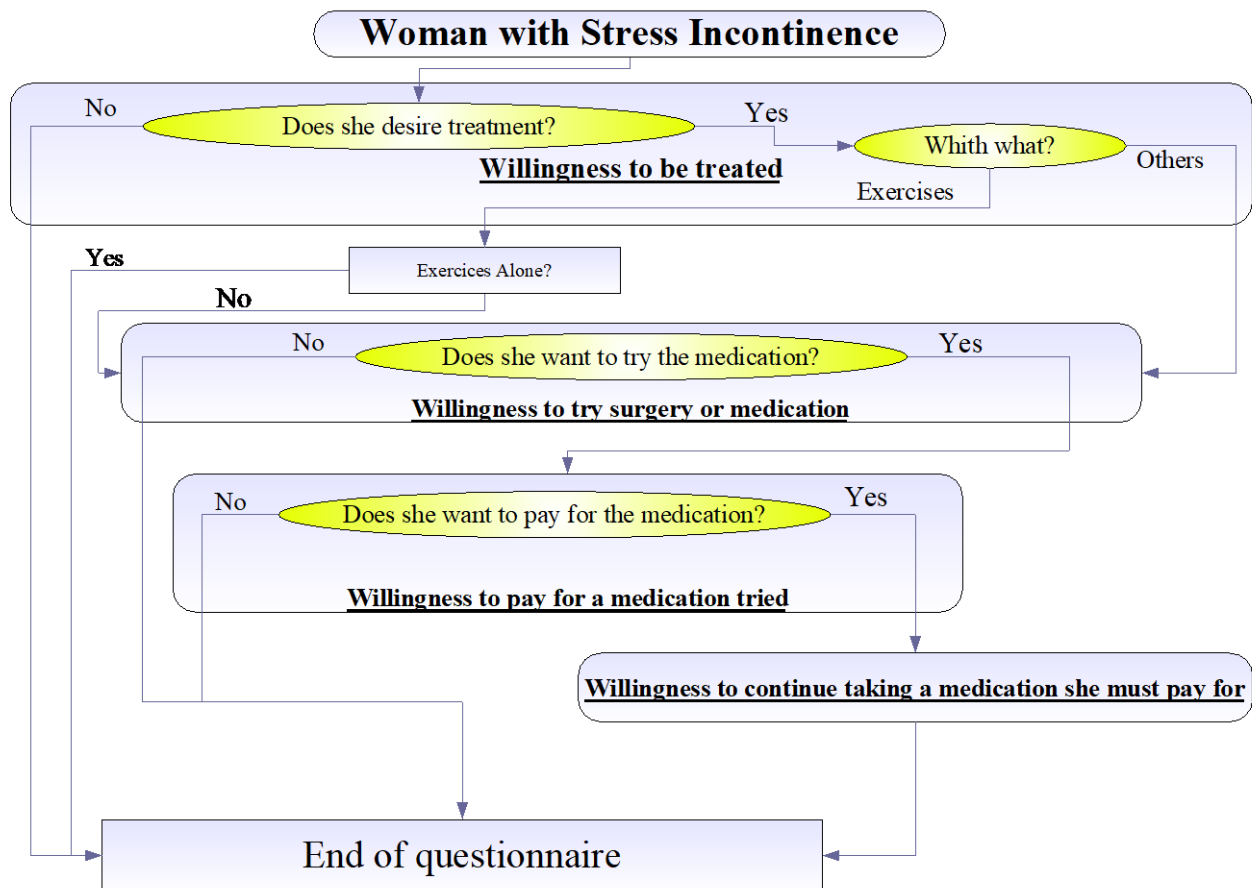 Woman with Stress Incontinence
No
Does she desire treatment?
Yes
Whith what?
Others
Willingness to be treated
Exercises
Yes
Exercices Alone?
No
No
Does she want to try the medication?
Yes
Willingness to try surgery or medication
No
Does she want to pay for the medication?
Yes
Willingness to pay for a medication tried
Willingness to continue taking a medication she must pay for
End of questionnaire